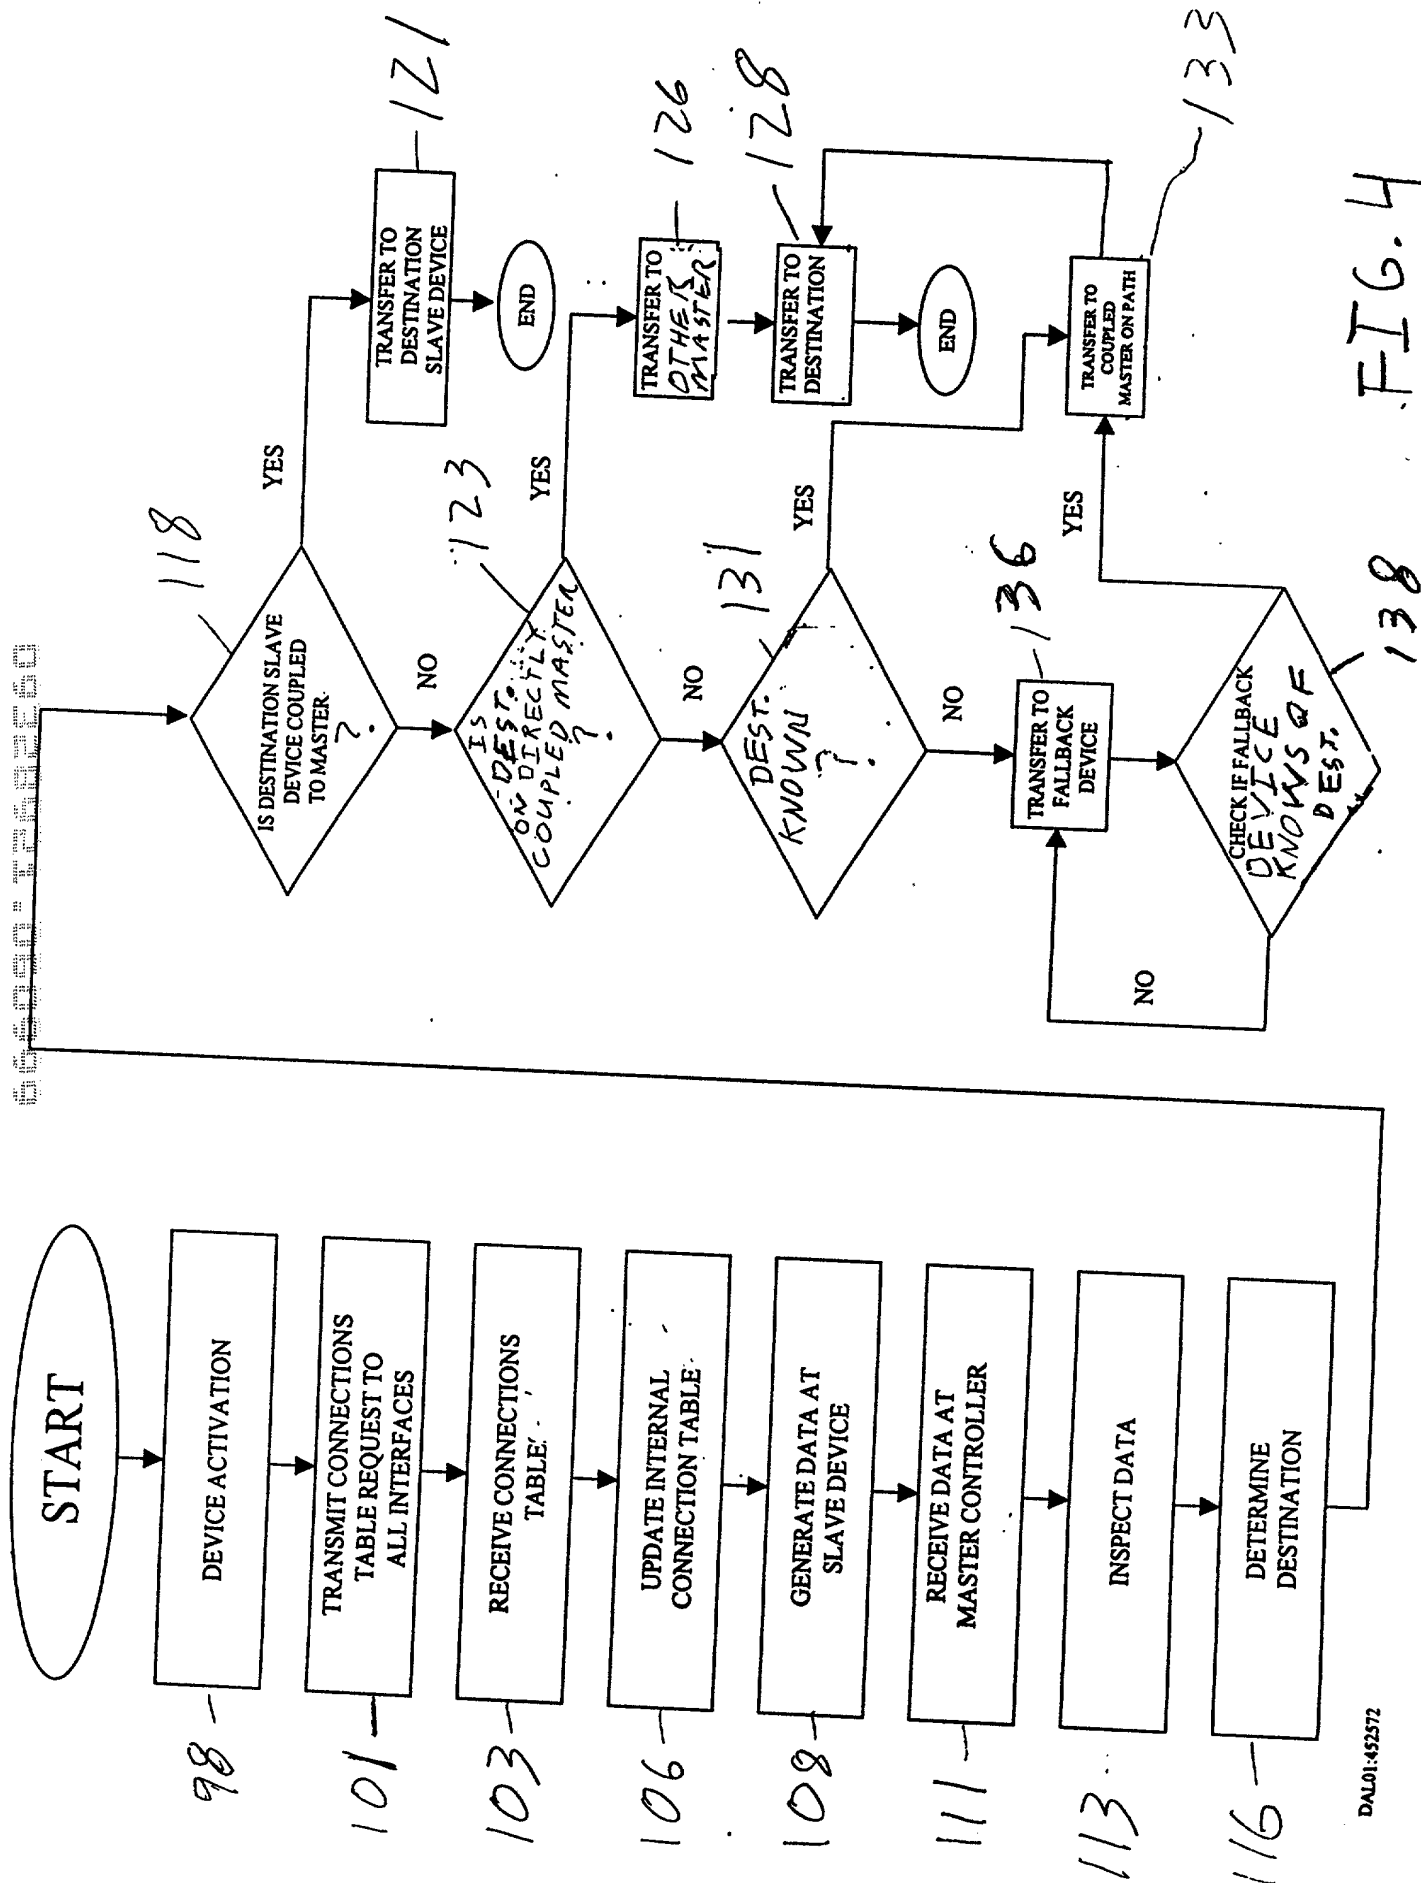 START
98
DEVICE ACTIVATION
101
TRANSMIT CONNECTIONS
TABLE REQUEST TO
ALL INTERFACES
103
RECEIVE CONNECTIONS
TABLE
106
UPDATE INTERNAL
CONNECTION TABLE
108
GENERATE DATA AT
SLAVE DEVICE
111
RECEIVE DATA AT
MASTER CONTROLLER
113
INSPECT DATA
116
DETERMINE
DESTINATION
118
IS DESTINATION SLAVE
DEVICE COUPLED
TO MASTER
?
YES
TRANSFER TO
DESTINATION
SLAVE DEVICE
121
END
NO
123
IS
DEST.
ON DIRECTLY
COUPLED MASTER
?
YES
TRANSFER TO
OTHER
MASTER
126
TRANSFER TO
DESTINATION
128
END
NO
131
DEST.
KNOWN
?
YES
TRANSFER TO
COUPLED
MASTER ON PATH
133
NO
TRANSFER TO
FALLBACK
DEVICE
136
CHECK IF FALLBACK
DEVICE
KNOWS OF
DEST.
138
YES
NO
FIG. 4
DAL01:452572